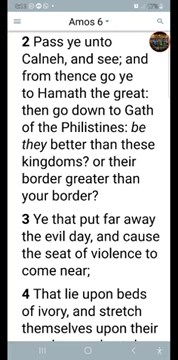 Amos 6
2 Pass ye unto
Calneh, and see; and
from thence go ye
to Hamath the great:
then go down to Gath
of the Philistines: be
they better than these
kingdoms? or their
border greater than
your border?
3 Ye that put far away
the evil day, and cause
the seat of violence to
come near;
4 That lie upon beds
of ivory, and stretch
themselves upon their